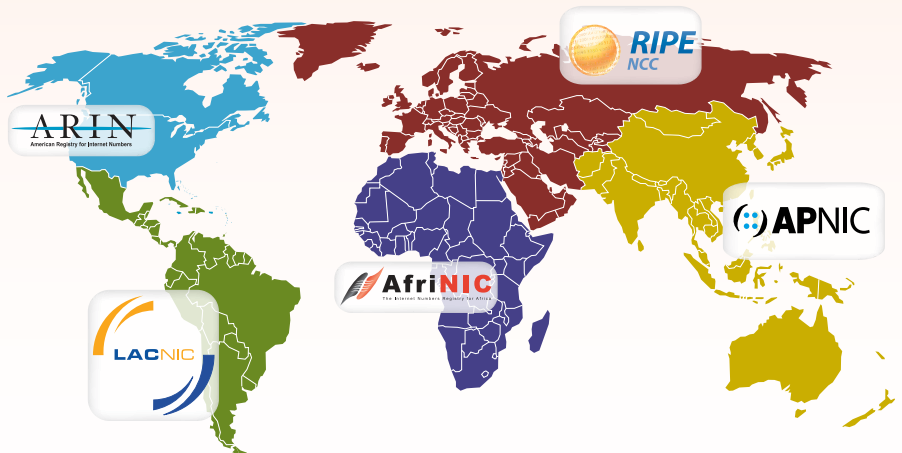 RIPE
NCC
ARIN
American Registry for Internet Numbers
APNIC
AfriNIC
The Internet Numbers Registry for Africa
LACNIC